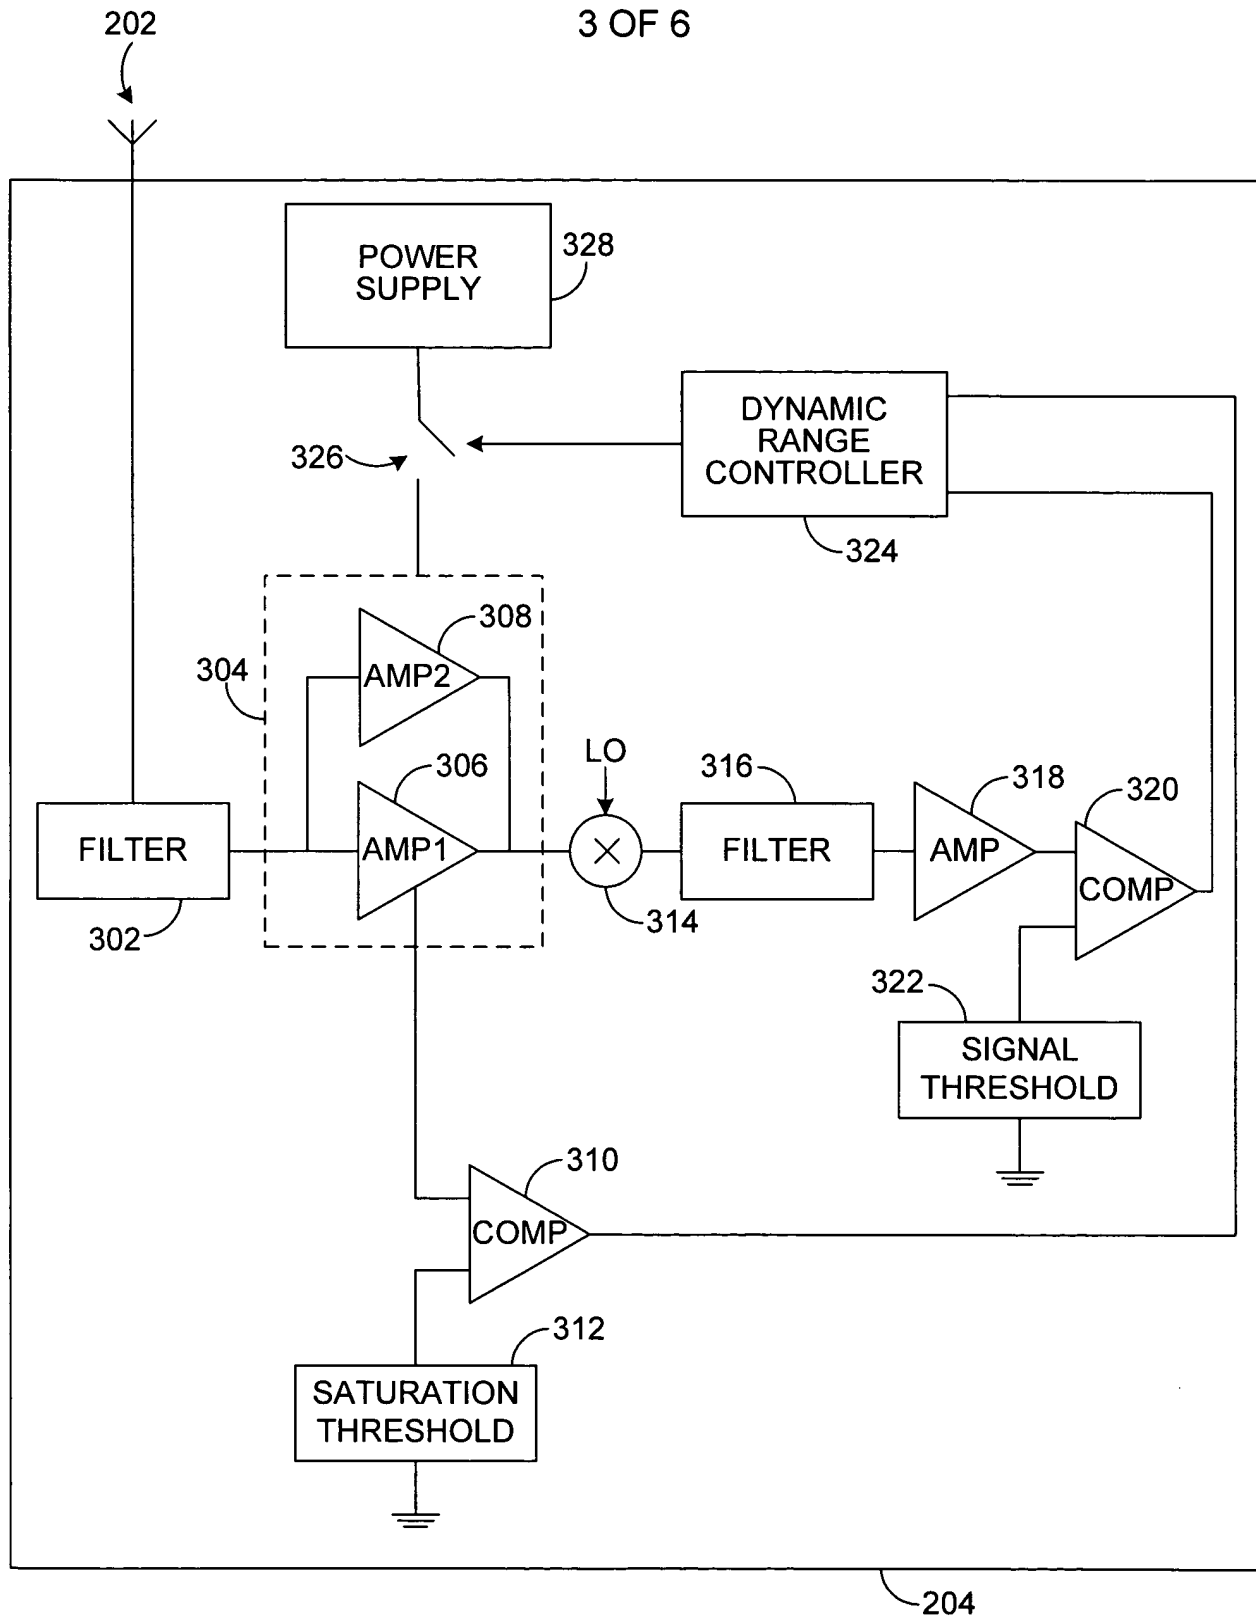 202
3 OF 6
POWER
SUPPLY
328
DYNAMIC
RANGE
CONTROLLER
326
324
308
AMP2
304
306
LO
316
318
320
FILTER
AMP1
FILTER
AMP
COMP
302
314
322
SIGNAL
THRESHOLD
310
COMP
312
SATURATION
THRESHOLD
204